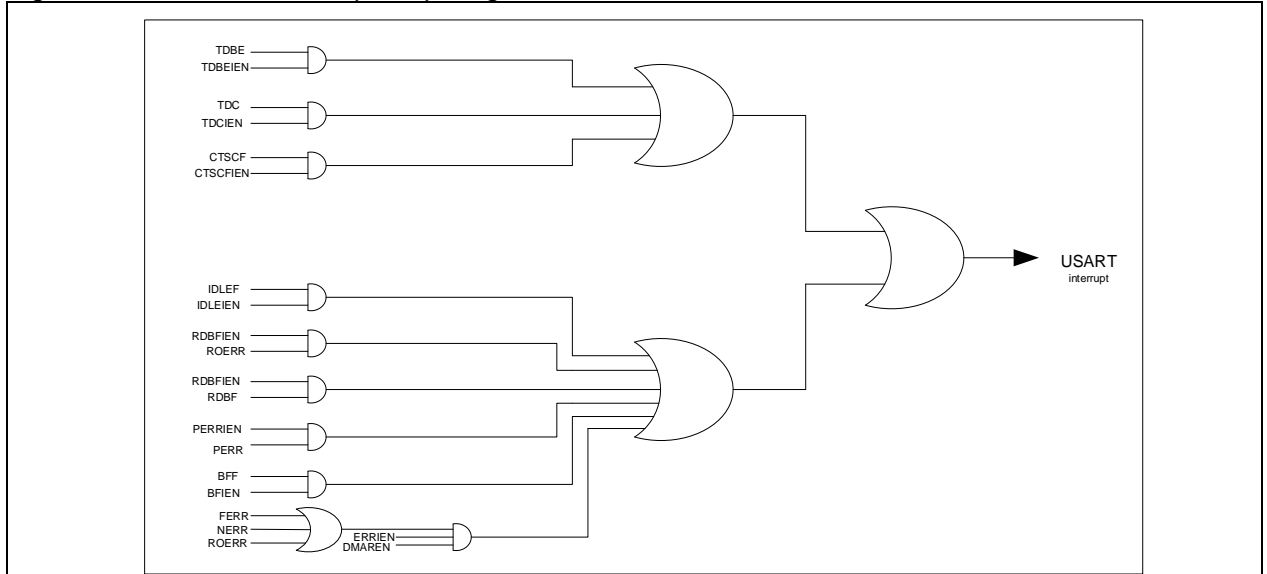 TDBE
TDBEIEN
TDC
TDCIEN
CTSCF
CTSCFIEN
IDLEF
IDLEIEN
RDBFIEN
ROERR
RDBFIEN
RDBF
PERRIEN
PERR
BFF
BFIEN
FERR
NERR
ROERR
ERRIEN
DMAREN
USART
interrupt